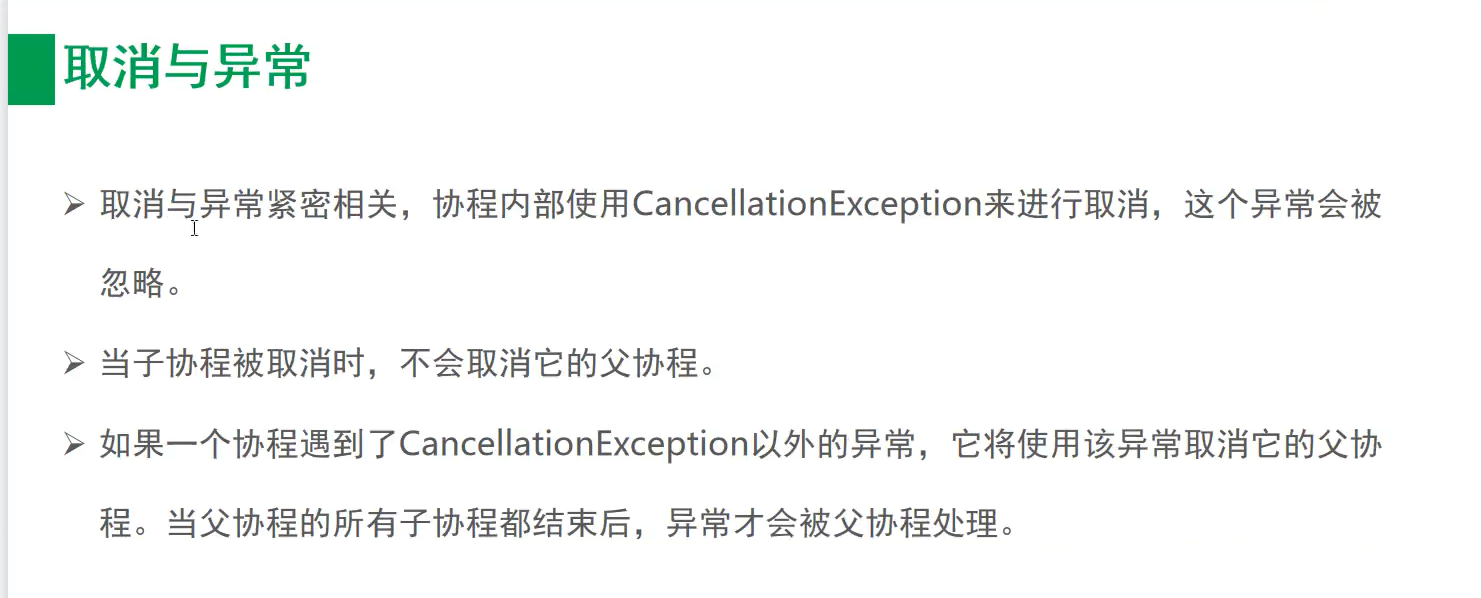 取消与异常
➢ 取消与异常紧密相关，协程内部使用CancellationException来进行取消，这个异常会被
忽略。
➢ 当子协程被取消时，不会取消它的父协程。
➢ 如果一个协程遇到了CancellationException以外的异常，它将使用该异常取消它的父协
程。当父协程的所有子协程都结束后，异常才会被父协程处理。